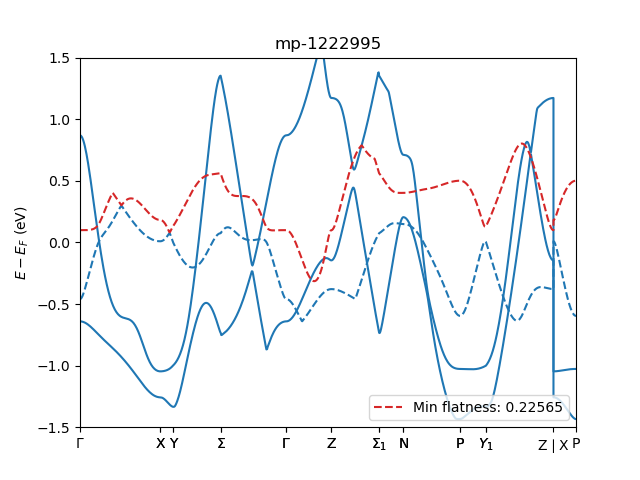 mp-1222995
E − E_F (eV)
1.5
1.0
0.5
0.0
−0.5
−1.0
−1.5
Min flatness: 0.22565
Γ X Y Σ Γ Z Σ₁ N P Y₁ Z | X P